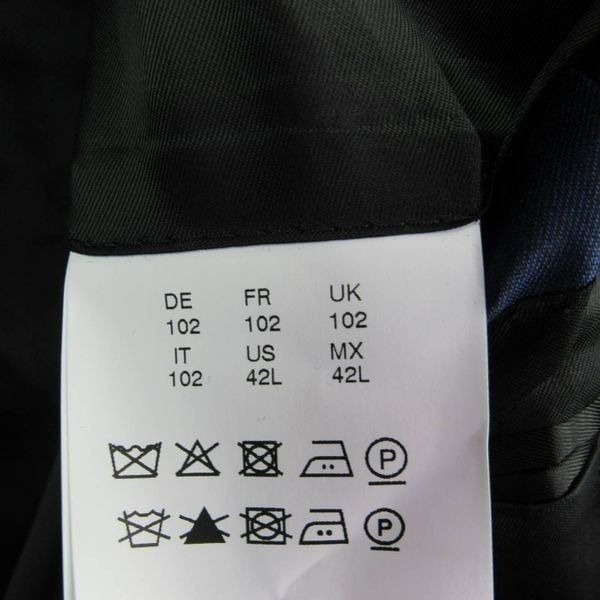 DE FR UK
102 102 102
IT US MX
102 42L 42L
P
P